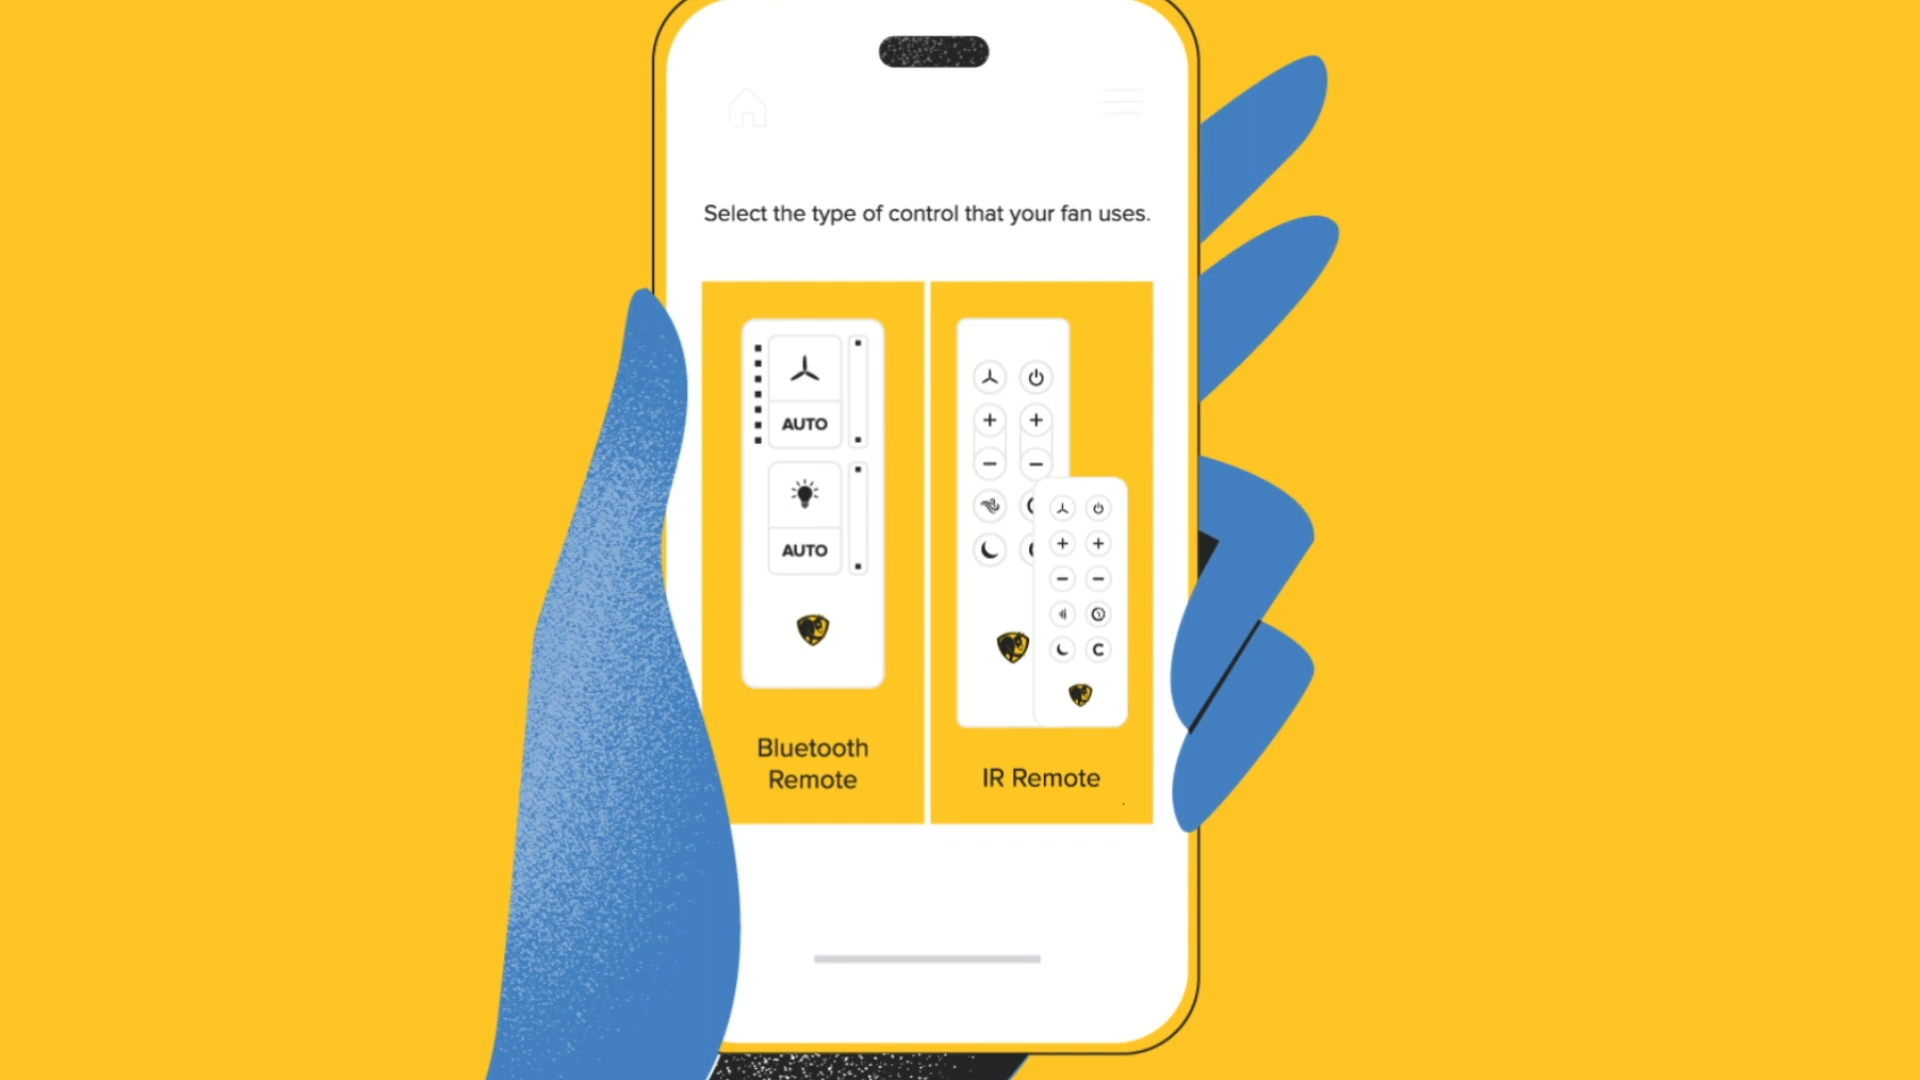 Select the type of control that your fan uses.
AUTO
AUTO
C
Bluetooth
Remote
IR Remote